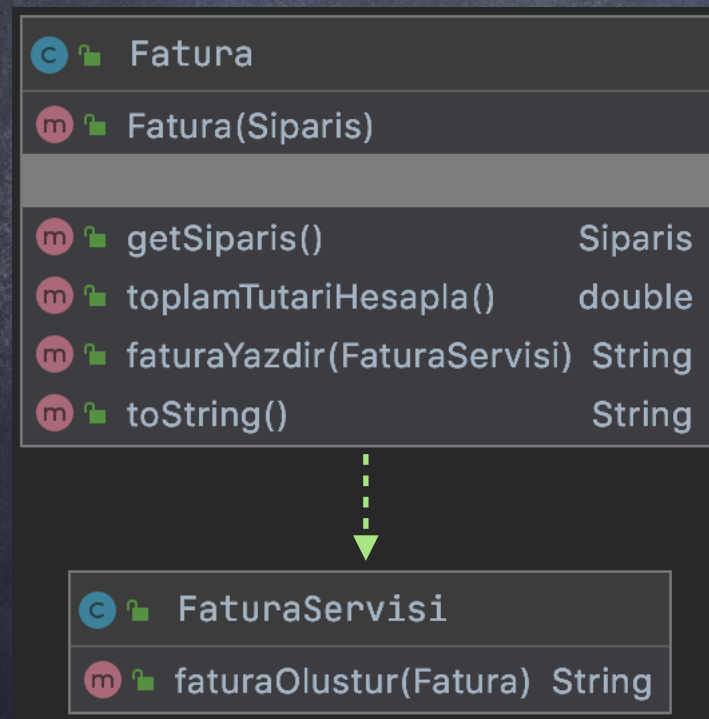 Fatura
Fatura(Siparis)
getSiparis() Siparis
toplamTutariHesapla() double
faturaYazdir(FaturaServisi) String
toString() String
FaturaServisi
faturaOlustur(Fatura) String